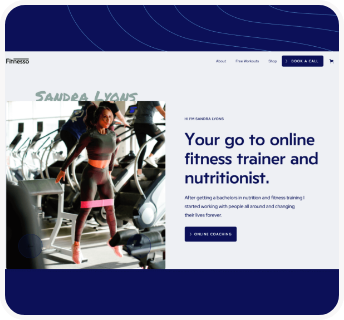 Fitnesso
About Free Workouts Shop BOOK A CALL
SANDRA LYONS
HI I'M SANDRA LYONS
Your go to online
fitness trainer and
nutritionist.
After getting a bachelors in nutrition and fitness training I
started working with people all around and changing
their lives forever.
ONLINE COACHING